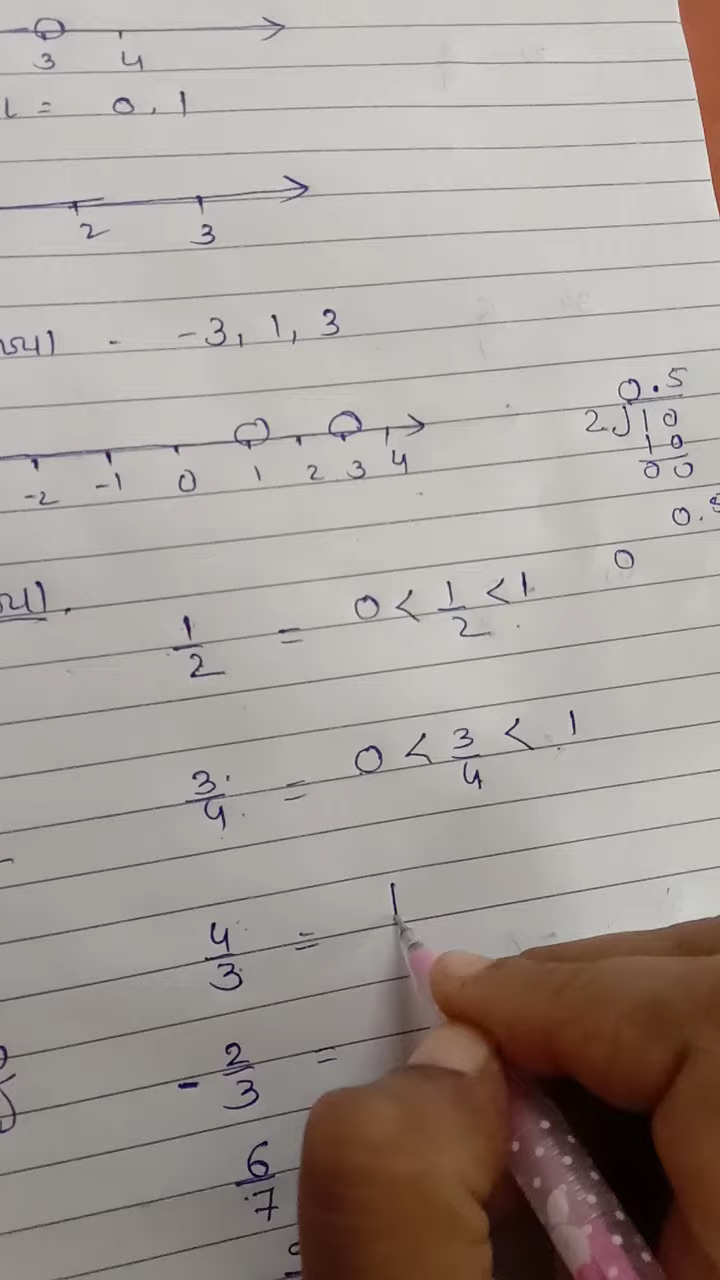 3 4
= 0, 1
2 3
- -3, 1, 3
0.5
2 10
10
00
-2 -1 0 1 2 3 4
0.
0
1/2 = 0 < 1/2 < 1
3/4 = 0 < 3/4 < 1
4/3 = 1
-2/3 =
6/7